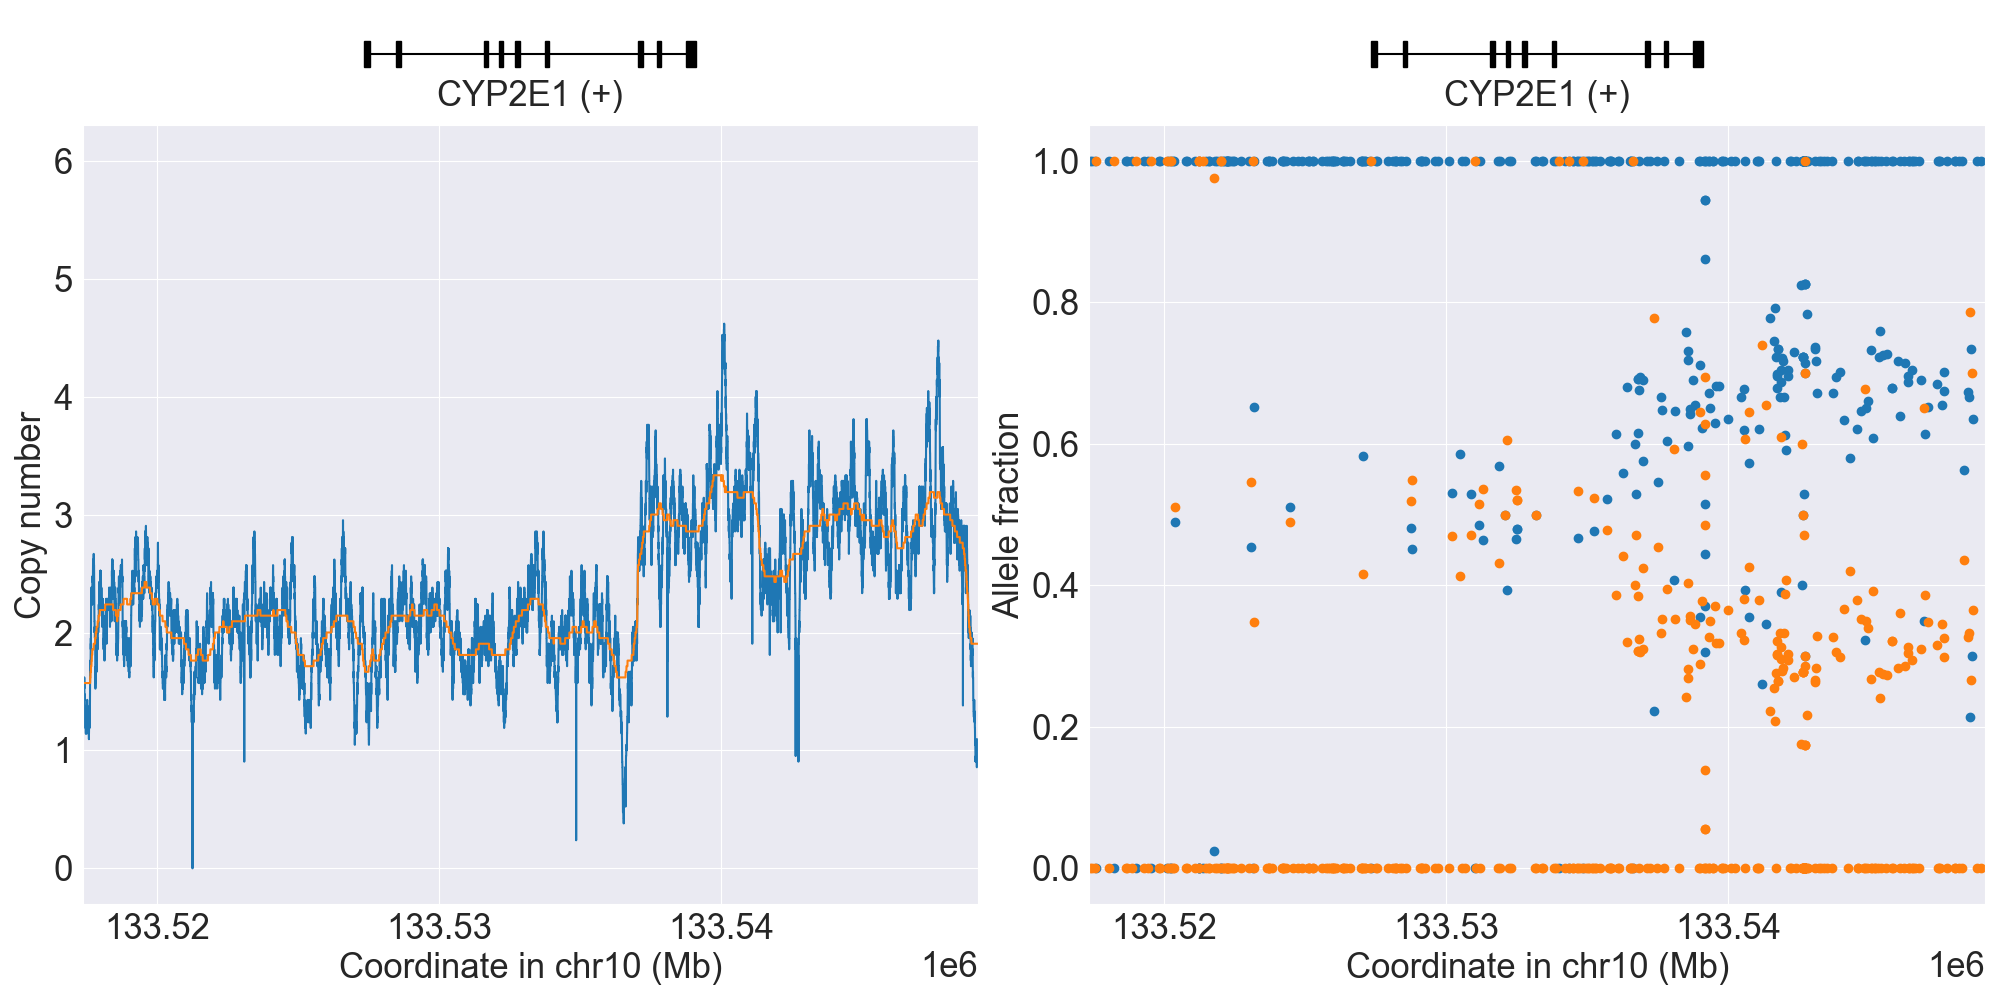 CYP2E1 (+)
CYP2E1 (+)
Copy number
6
5
4
3
2
1
0
133.52
133.53
133.54
Coordinate in chr10 (Mb)
1e6
Allele fraction
1.0
0.8
0.6
0.4
0.2
0.0
133.52
133.53
133.54
Coordinate in chr10 (Mb)
1e6